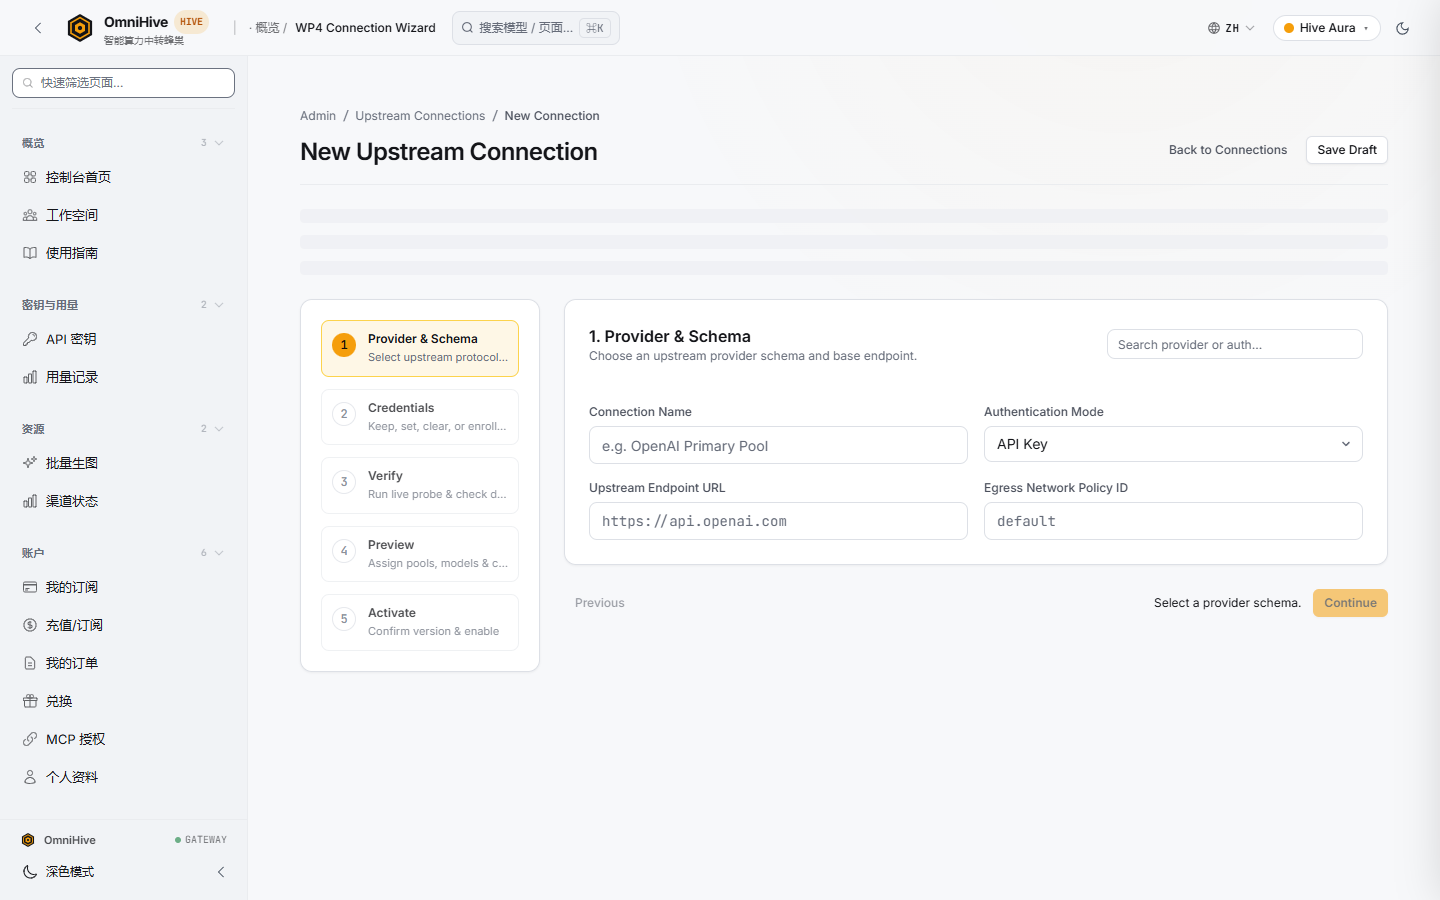 OmniHive HIVE
智能算力中转蜂巢
· 概览 / WP4 Connection Wizard
搜索模型 / 页面... ⌘K
ZH
Hive Aura
快速筛选页面...
概览 3
控制台首页
工作空间
使用指南
密钥与用量 2
API 密钥
用量记录
资源 2
批量生图
渠道状态
账户 6
我的订阅
充值/订阅
我的订单
兑换
MCP 授权
个人资料
OmniHive GATEWAY
深色模式
Admin / Upstream Connections / New Connection
New Upstream Connection
Back to Connections
Save Draft
1 Provider & Schema
Select upstream protocol...
2 Credentials
Keep, set, clear, or enroll...
3 Verify
Run live probe & check d...
4 Preview
Assign pools, models & c...
5 Activate
Confirm version & enable
1. Provider & Schema
Choose an upstream provider schema and base endpoint.
Search provider or auth...
Connection Name
e.g. OpenAI Primary Pool
Authentication Mode
API Key
Upstream Endpoint URL
https://api.openai.com
Egress Network Policy ID
default
Previous
Select a provider schema.
Continue